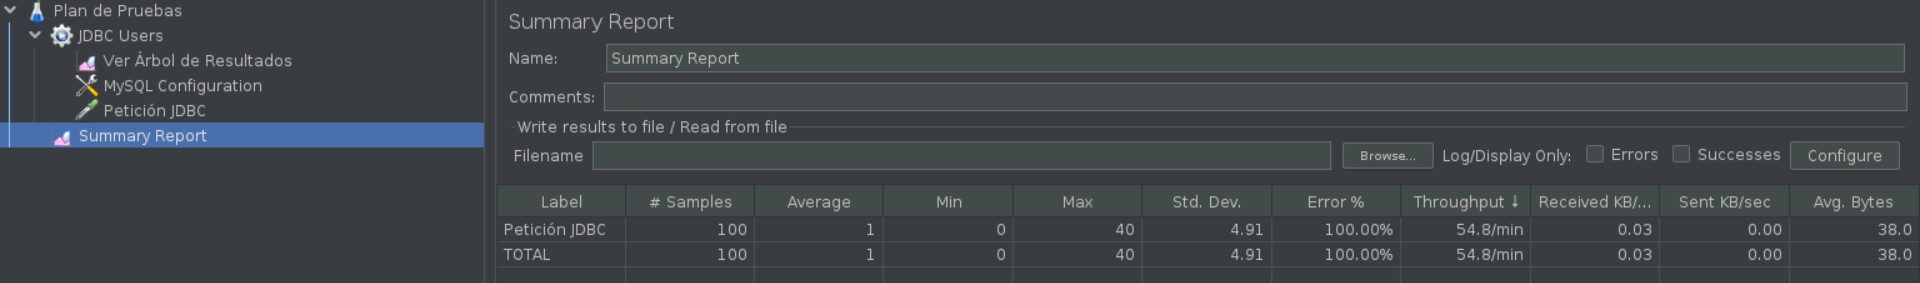 Plan de Pruebas
JDBC Users
Ver Árbol de Resultados
MySQL Configuration
Petición JDBC
Summary Report
Summary Report
Name: Summary Report
Comments:
Write results to file / Read from file
Filename Browse... Log/Display Only: Errors Successes Configure
Label # Samples Average Min Max Std. Dev. Error % Throughput ↓ Received KB/... Sent KB/sec Avg. Bytes
Petición JDBC 100 1 0 40 4.91 100.00% 54.8/min 0.03 0.00 38.0
TOTAL 100 1 0 40 4.91 100.00% 54.8/min 0.03 0.00 38.0